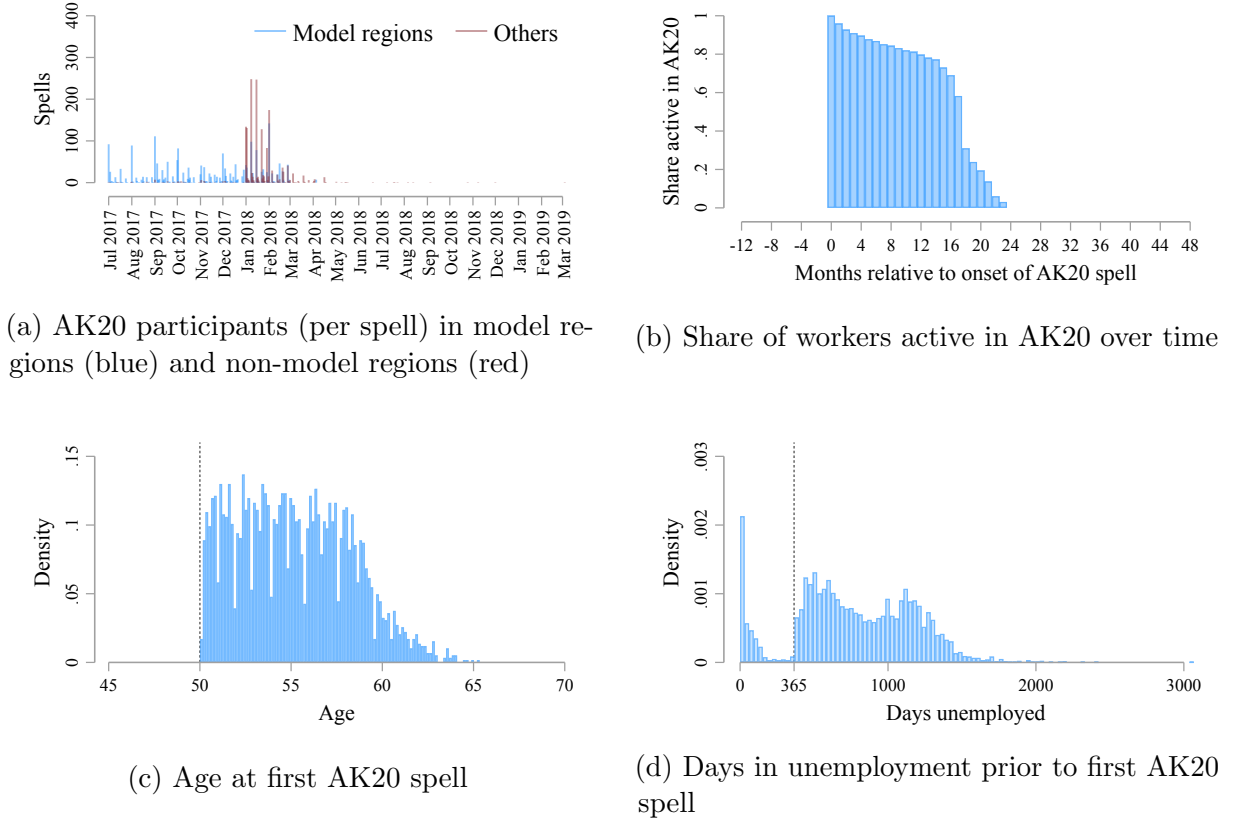 400
300
200
100
0
Spells
Model regions
Others
Jul 2017
Aug 2017
Sep 2017
Oct 2017
Nov 2017
Dec 2017
Jan 2018
Feb 2018
Mar 2018
Apr 2018
May 2018
Jun 2018
Jul 2018
Aug 2018
Sep 2018
Oct 2018
Nov 2018
Dec 2018
Jan 2019
Feb 2019
Mar 2019
(a) AK20 participants (per spell) in model re-
gions (blue) and non-model regions (red)
1
.8
.6
.4
.2
0
Share active in AK20
-12 -8 -4 0 4 8 12 16 20 24 28 32 36 40 44 48
Months relative to onset of AK20 spell
(b) Share of workers active in AK20 over time
.15
.1
.05
0
Density
45 50 55 60 65 70
Age
(c) Age at first AK20 spell
.003
.002
.001
0
Density
0 365 1000 2000 3000
Days unemployed
(d) Days in unemployment prior to first AK20
spell